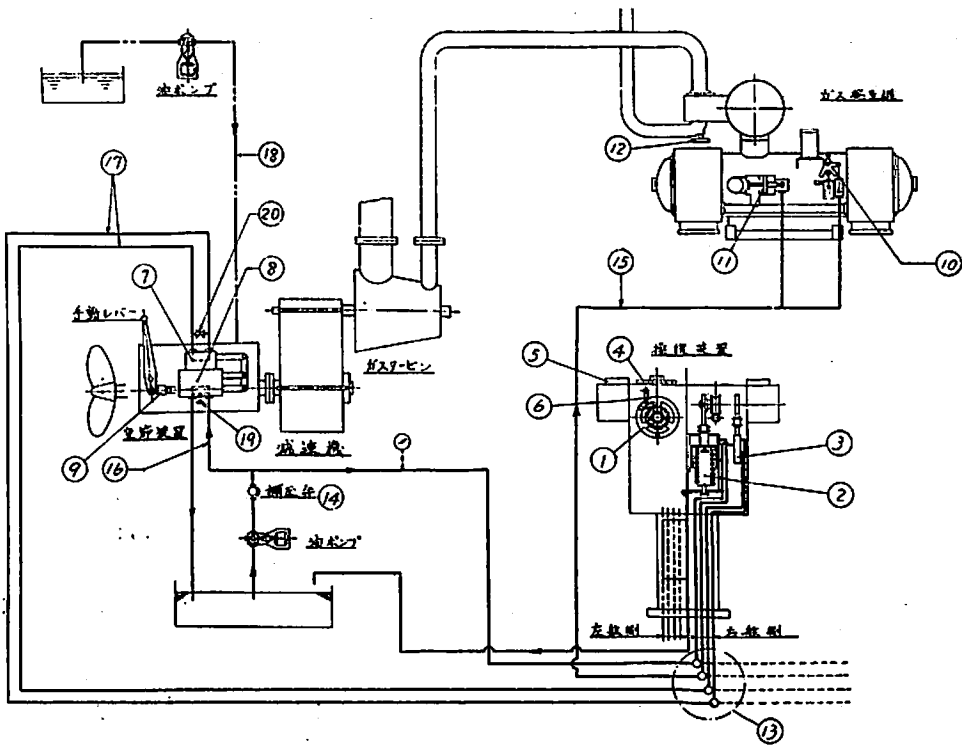 油ポンプ
ガス発生機
⑫
⑰
⑱
⑳
⑦
⑧
⑪
⑩
⑮
手動レバー
ガスタービン
操縦装置
⑤
④
⑥
①
変節装置
⑲
減速機
⑨
⑯
③
②
調圧弁
⑭
油ポンプ
左舷側
右舷側
⑬